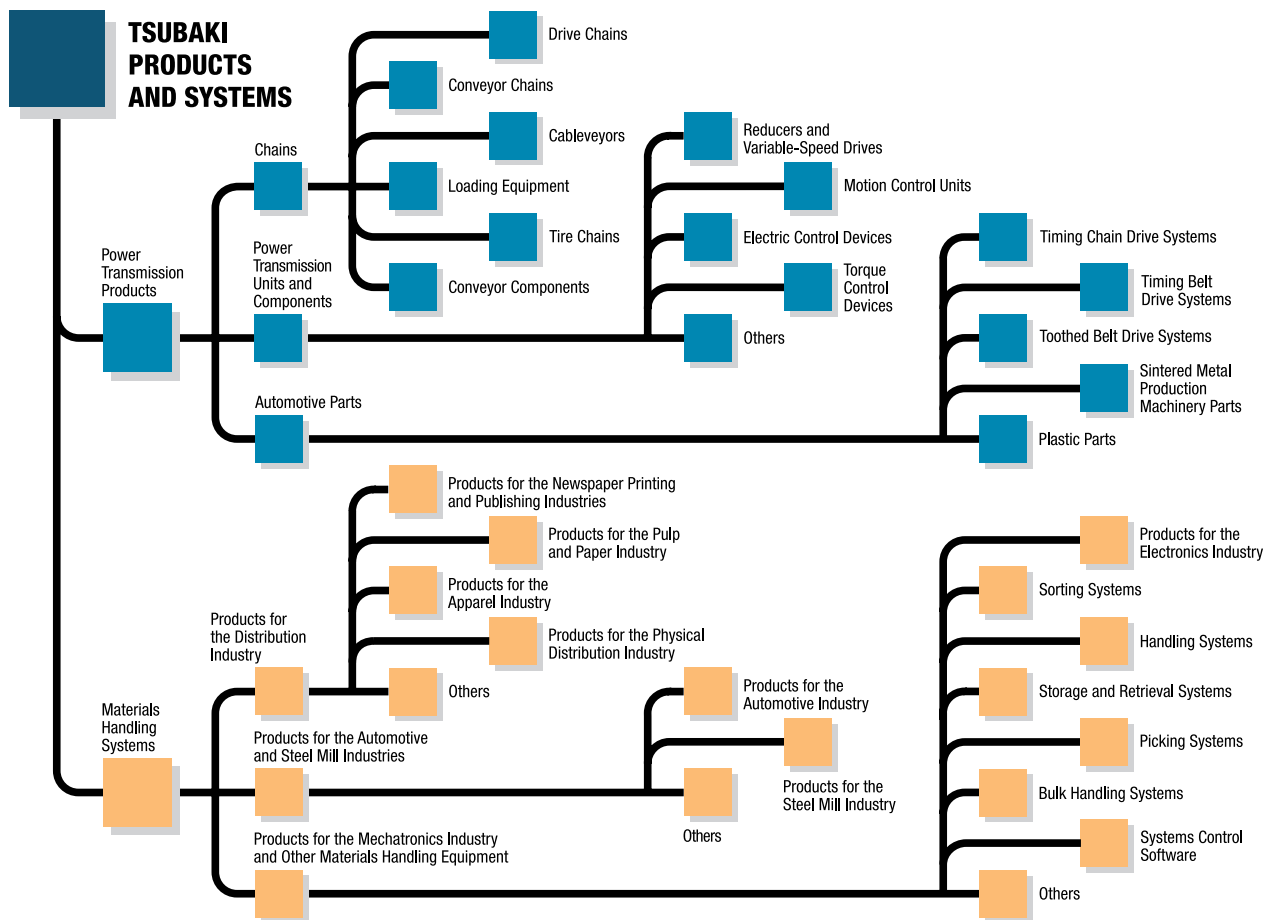 TSUBAKI
PRODUCTS
AND SYSTEMS
Drive Chains
Conveyor Chains
Cableveyors
Chains
Loading Equipment
Tire Chains
Conveyor Components
Reducers and
Variable-Speed Drives
Motion Control Units
Electric Control Devices
Torque
Control
Devices
Others
Power
Transmission
Products
Power
Transmission
Units and
Components
Timing Chain Drive Systems
Timing Belt
Drive Systems
Toothed Belt Drive Systems
Sintered Metal
Production
Machinery Parts
Plastic Parts
Automotive Parts
Products for the Newspaper Printing
and Publishing Industries
Products for the Pulp
and Paper Industry
Products for the
Apparel Industry
Products for the Physical
Distribution Industry
Others
Products for
the Distribution
Industry
Materials
Handling
Systems
Products for the Automotive
and Steel Mill Industries
Products for the
Automotive Industry
Products for the
Steel Mill Industry
Others
Products for the Mechatronics Industry
and Other Materials Handling Equipment
Products for the
Electronics Industry
Sorting Systems
Handling Systems
Storage and Retrieval Systems
Picking Systems
Bulk Handling Systems
Systems Control
Software
Others